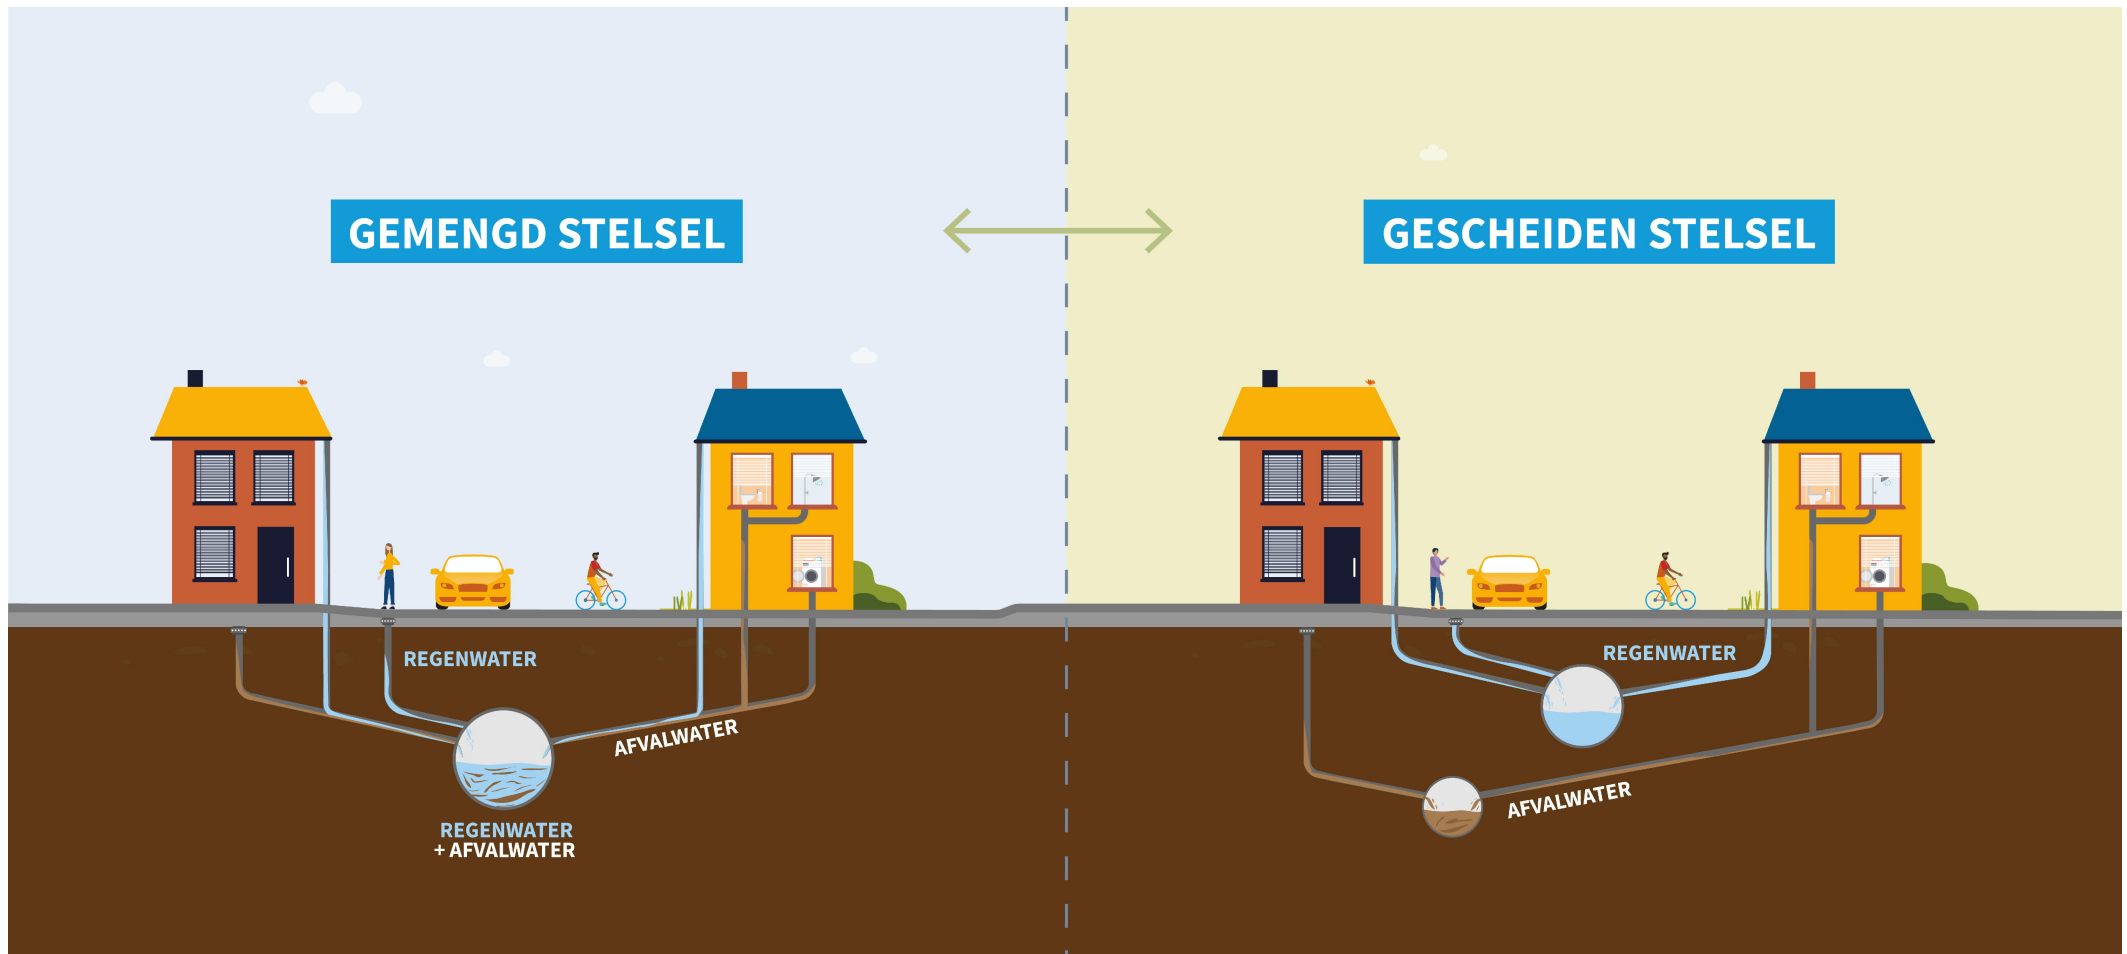 GEMENGD STELSEL
REGENWATER
AFVALWATER
REGENWATER
+ AFVALWATER
GESCHEIDEN STELSEL
REGENWATER
AFVALWATER